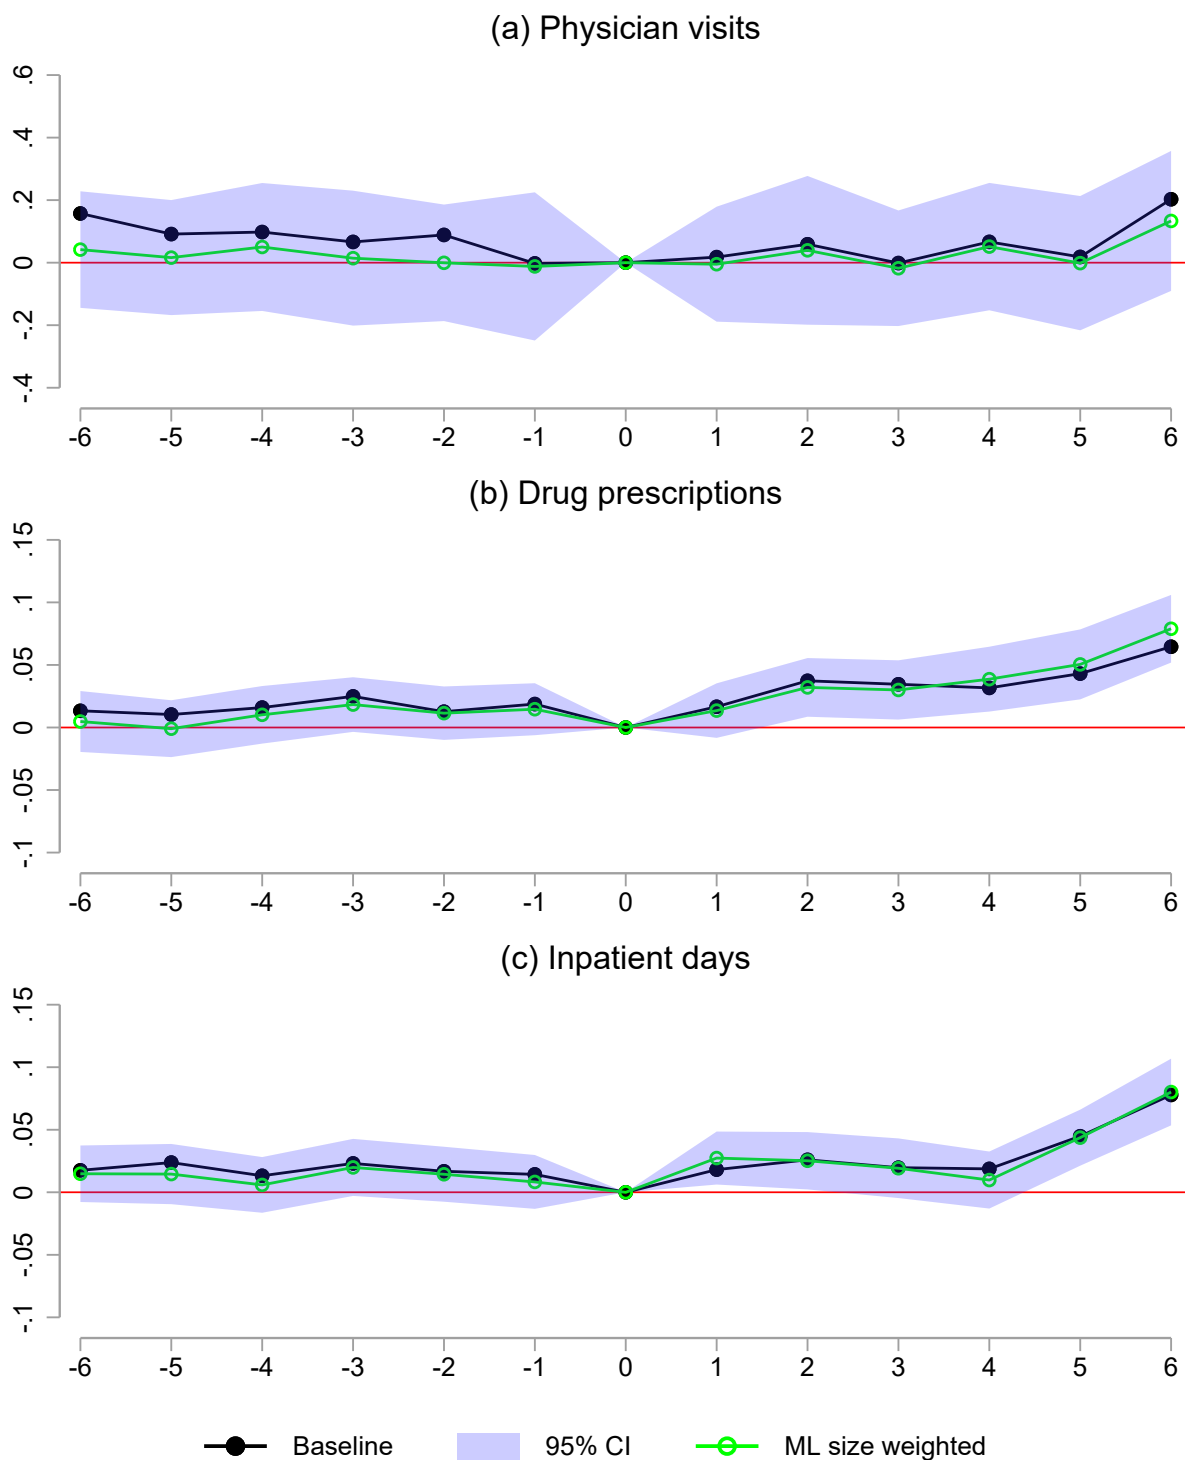 (a) Physician visits
.6
.4
.2
0
-.2
-.4
-6 -5 -4 -3 -2 -1 0 1 2 3 4 5 6
(b) Drug prescriptions
.15
.1
.05
0
-.05
-.1
-6 -5 -4 -3 -2 -1 0 1 2 3 4 5 6
(c) Inpatient days
.15
.1
.05
0
-.05
-.1
-6 -5 -4 -3 -2 -1 0 1 2 3 4 5 6
Baseline 95% CI ML size weighted